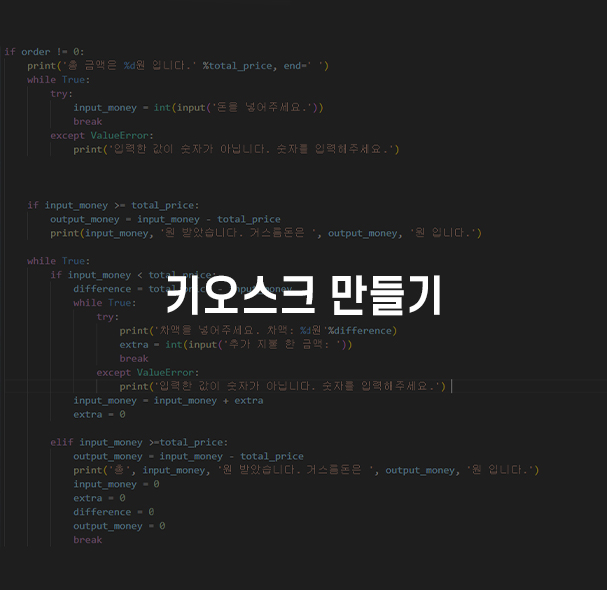 if order != 0:
print('총 금액은 %d원 입니다.' %total_price, end=' ')
while True:
try:
input_money = int(input('돈을 넣어주세요.'))
break
except ValueError:
print('입력한 값이 숫자가 아닙니다. 숫자를 입력해주세요.')
if input_money >= total_price:
output_money = input_money - total_price
print(input_money, '원 받았습니다. 거스름돈은 ', output_money, '원 입니다.')
while True:
if input_money < total_price:
difference = total_price - input_money
키오스크 만들기
while True:
try:
print('차액을 넣어주세요. 차액: %d원'%difference)
extra = int(input('추가 지불 한 금액: '))
break
except ValueError:
print('입력한 값이 숫자가 아닙니다. 숫자를 입력해주세요.')
input_money = input_money + extra
extra = 0
elif input_money >=total_price:
output_money = input_money - total_price
print('총', input_money, '원 받았습니다. 거스름돈은 ', output_money, '원 입니다.')
input_money = 0
extra = 0
difference = 0
output_money = 0
break